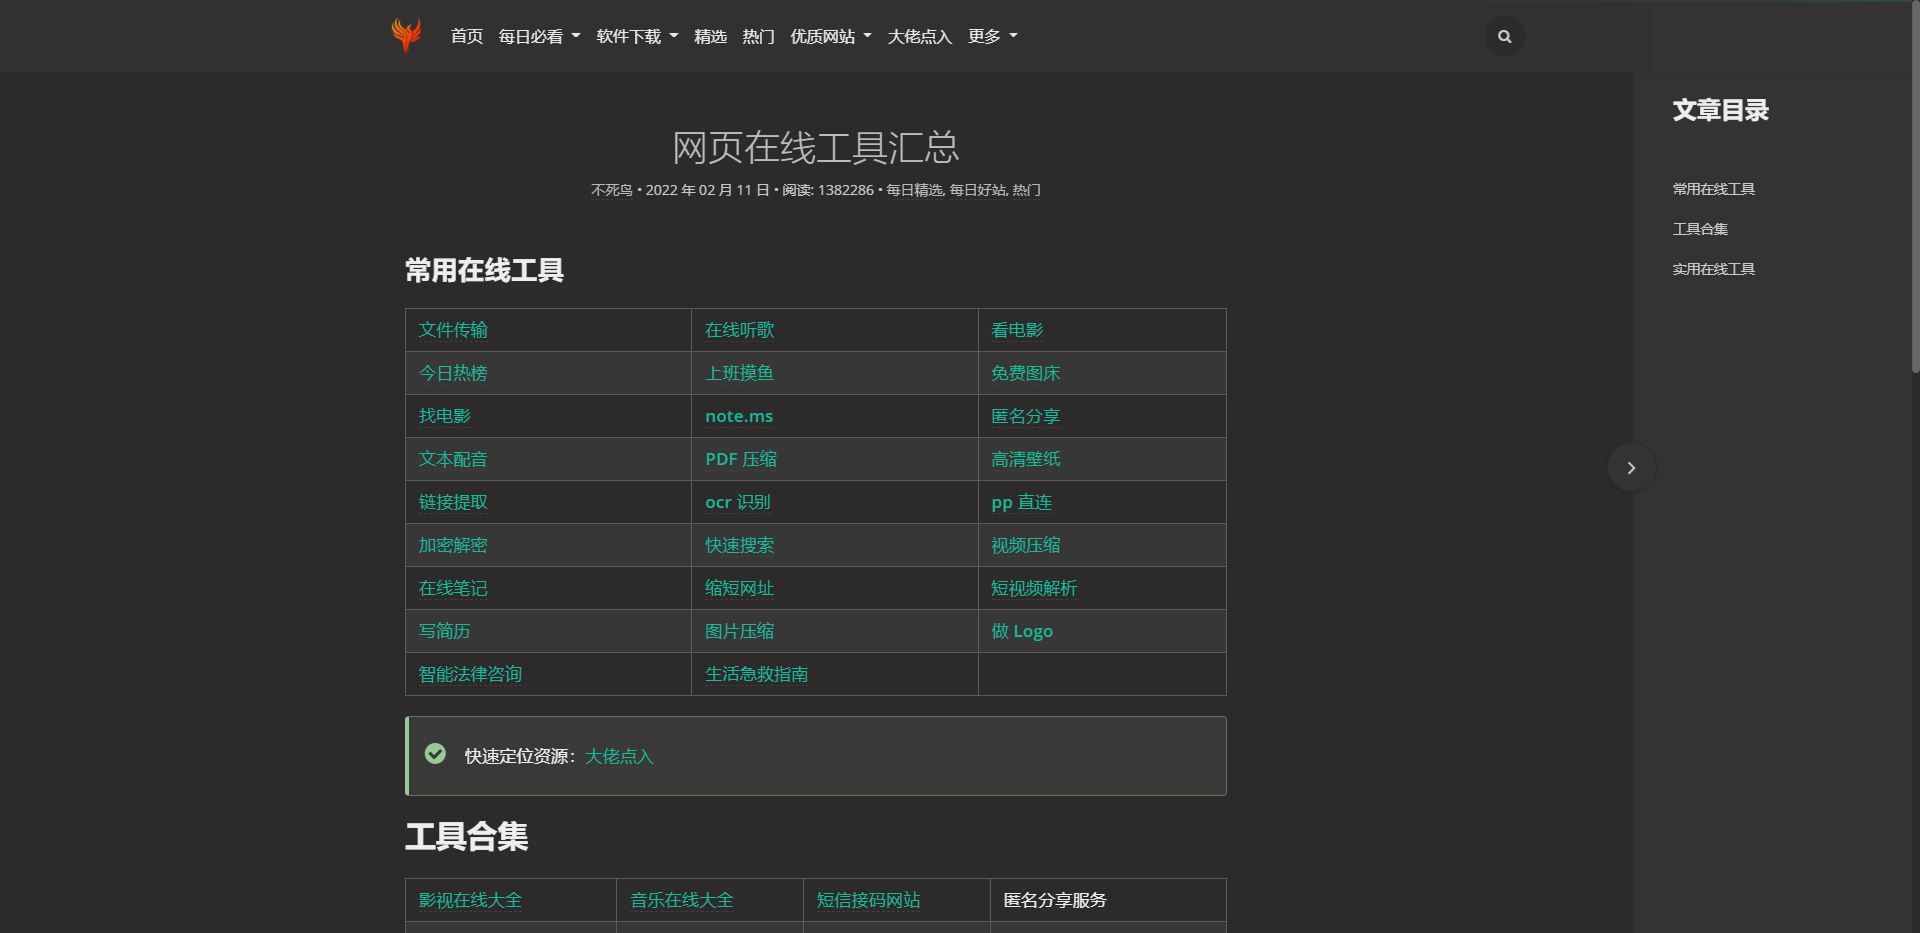 首页 每日必看 软件下载 精选 热门 优质网站 大佬点入 更多
文章目录
网页在线工具汇总
不死鸟 • 2022 年 02 月 11 日 • 阅读: 1382286 • 每日精选, 每日好站, 热门
常用在线工具
工具合集
实用在线工具
常用在线工具
文件传输 在线听歌 看电影
今日热榜 上班摸鱼 免费图床
找电影 note.ms 匿名分享
文本配音 PDF 压缩 高清壁纸
链接提取 ocr 识别 pp 直连
加密解密 快速搜索 视频压缩
在线笔记 缩短网址 短视频解析
写简历 图片压缩 做 Logo
智能法律咨询 生活急救指南
快速定位资源：大佬点入
工具合集
影视在线大全 音乐在线大全 短信接码网站 匿名分享服务